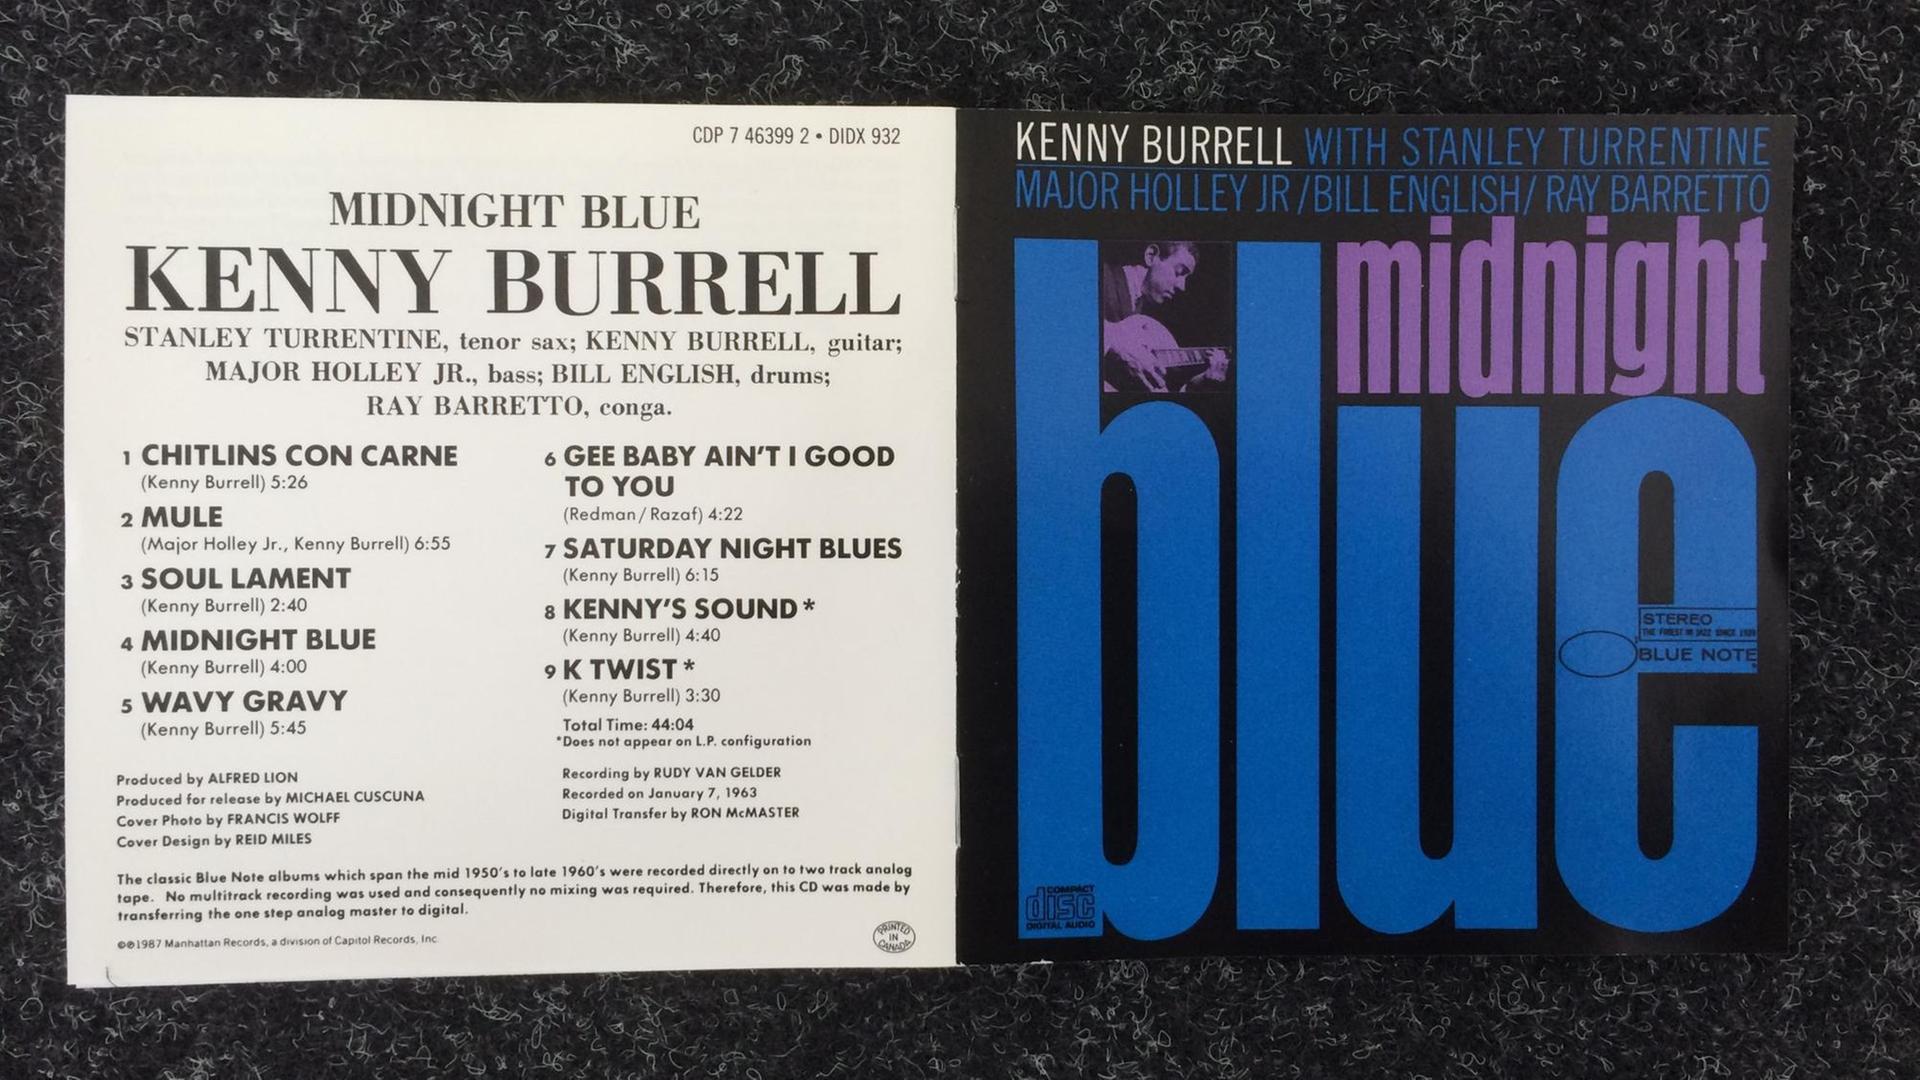 CDP 7 46399 2 • DIDX 932
MIDNIGHT BLUE
KENNY BURRELL
STANLEY TURRENTINE, tenor sax; KENNY BURRELL, guitar;
MAJOR HOLLEY JR., bass; BILL ENGLISH, drums;
RAY BARRETTO, conga.
1 CHITLINS CON CARNE
(Kenny Burrell) 5:26
2 MULE
(Major Holley Jr., Kenny Burrell) 6:55
3 SOUL LAMENT
(Kenny Burrell) 2:40
4 MIDNIGHT BLUE
(Kenny Burrell) 4:00
5 WAVY GRAVY
(Kenny Burrell) 5:45
6 GEE BABY AIN'T I GOOD
TO YOU
(Redman / Razaf) 4:22
7 SATURDAY NIGHT BLUES
(Kenny Burrell) 6:15
8 KENNY'S SOUND *
(Kenny Burrell) 4:40
9 K TWIST *
(Kenny Burrell) 3:30
Total Time: 44:04
*Does not appear on L.P. configuration
Produced by ALFRED LION
Produced for release by MICHAEL CUSCUNA
Cover Photo by FRANCIS WOLFF
Cover Design by REID MILES
Recording by RUDY VAN GELDER
Recorded on January 7, 1963
Digital Transfer by RON McMASTER
The classic Blue Note albums which span the mid 1950's to late 1960's were recorded directly on to two track analog
tape. No multitrack recording was used and consequently no mixing was required. Therefore, this CD was made by
transferring the one step analog master to digital.
©℗1987 Manhattan Records, a division of Capitol Records, Inc.
PRINTED
IN
CANADA
KENNY BURRELL WITH STANLEY TURRENTINE
MAJOR HOLLEY JR / BILL ENGLISH / RAY BARRETTO
midnight
blue
STEREO
THE FINEST IN JAZZ SINCE 1939
BLUE NOTE
COMPACT
disc
DIGITAL AUDIO